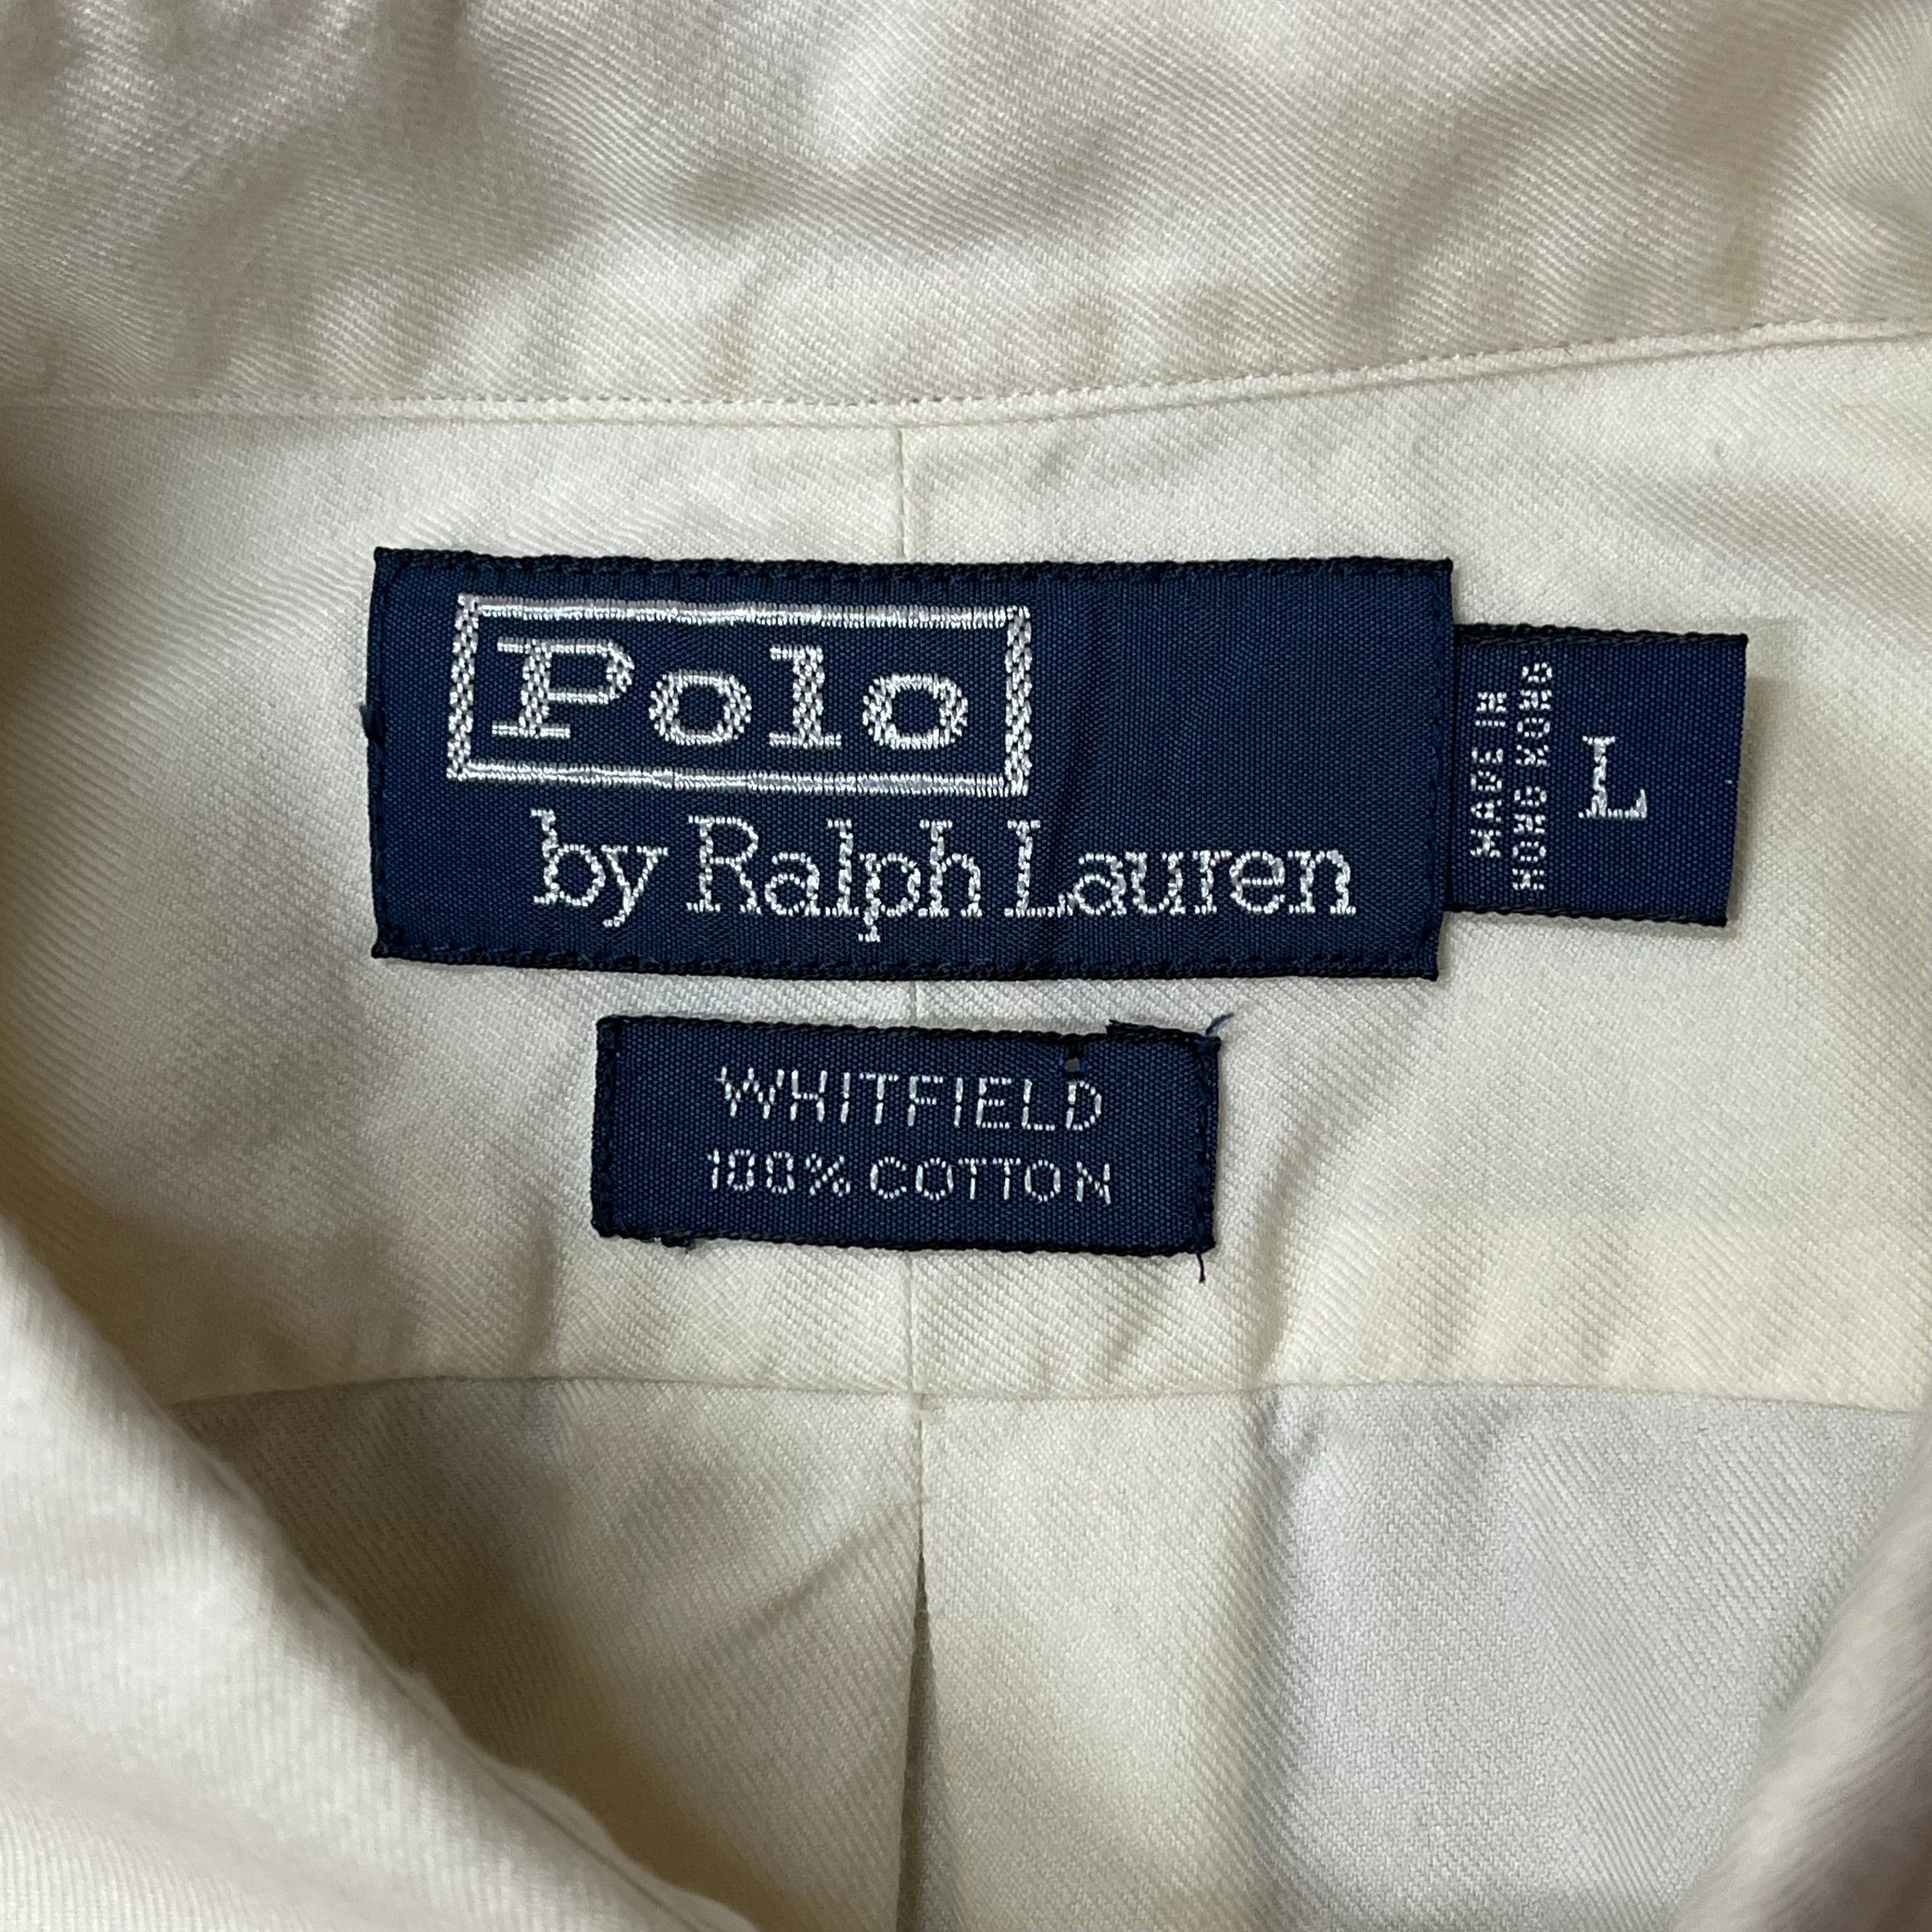 Polo
by Ralph Lauren
MADE IN
HONG KONG
L
WHITFIELD
100% COTTON